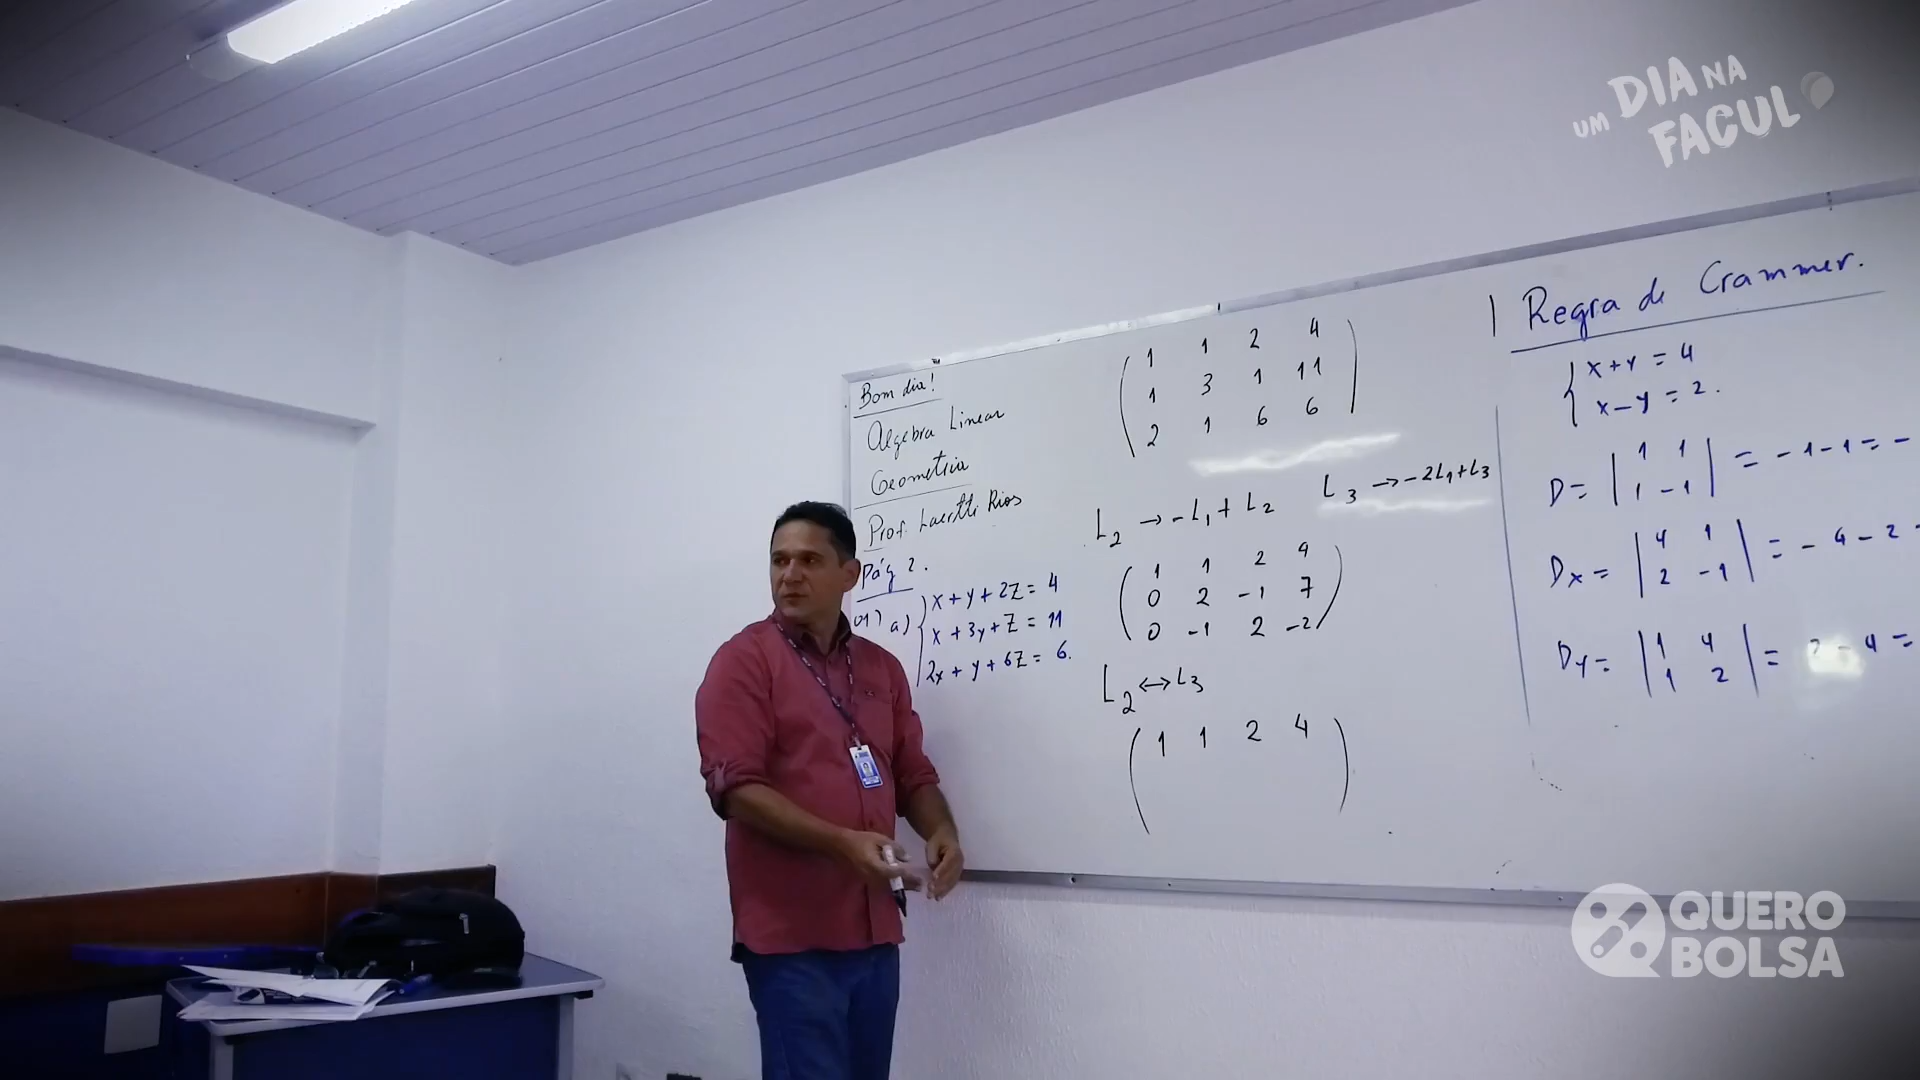 UM DIA NA
FACUL
Bom dia!
Algebra Linear
Geometria
Prof. Laertti Rios
Pág 2.
01) a) { x + y + 2z = 4
x + 3y + z = 11
2x + y + 6z = 6.
1 1 2 4
1 3 1 11
2 1 6 6
L2 → -L1 + L2 L3 → -2L1+L3
1 1 2 4
0 2 -1 7
0 -1 2 -2
L2 ↔ L3
1 1 2 4
Regra de Crammer.
x + y = 4
x - y = 2.
D = | 1 1 | = -1 -1 = -
| 1 -1 |
Dx = | 4 1 | = -4 - 2
| 2 -1 |
Dy = | 1 4 | = 2 - 4 =
| 1 2 |
QUERO
BOLSA